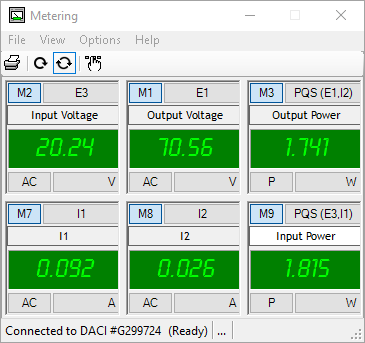 Metering
File View Options Help
M2 E3 M1 E1 M3 PQS (E1,I2)
Input Voltage Output Voltage Output Power
20.24 70.56 1.741
AC V AC V P W
M7 I1 M8 I2 M9 PQS (E3,I1)
I1 I2 Input Power
0.092 0.026 1.815
AC A AC A P W
Connected to DACI #G299724 (Ready) ...